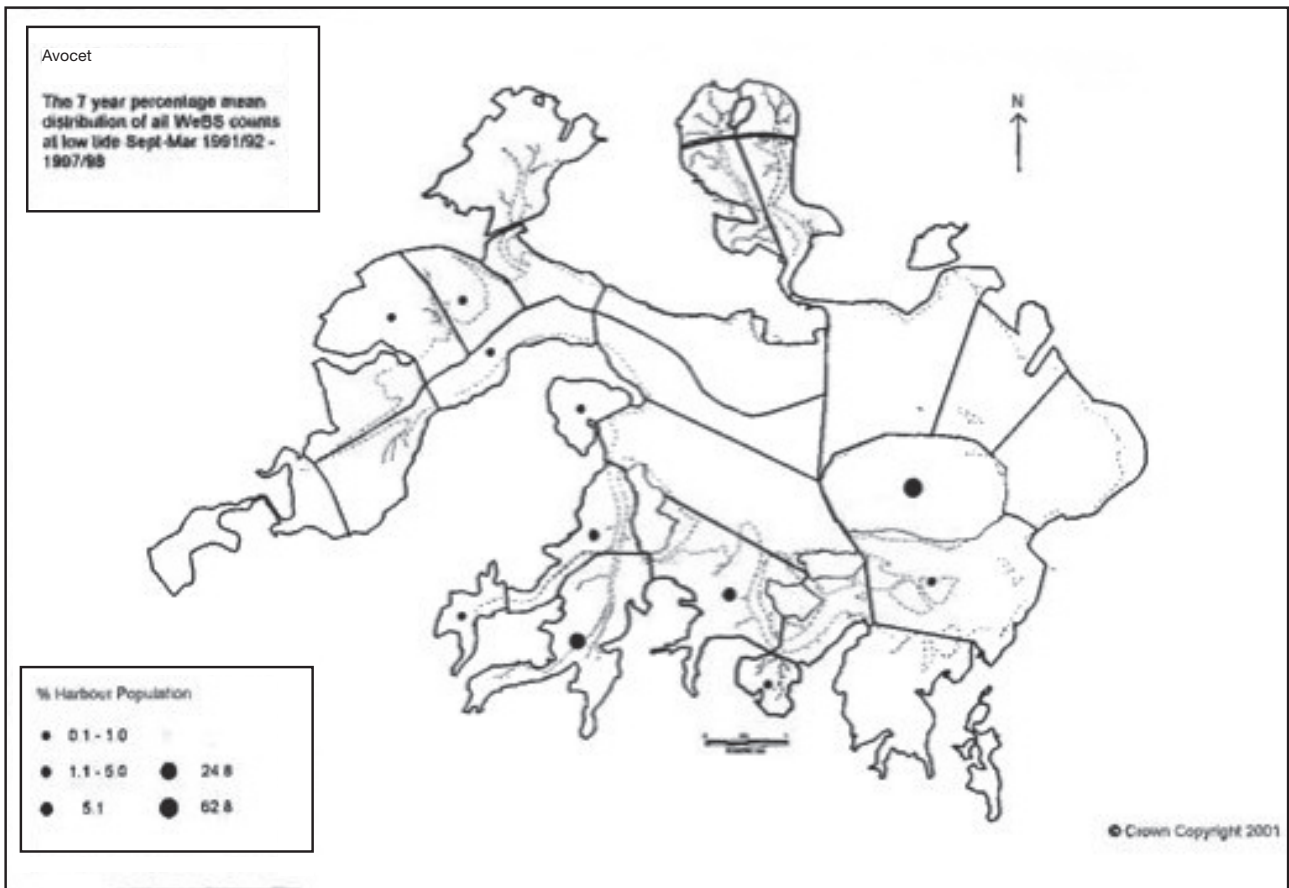 Avocet
The 7 year percentage mean
distribution of all WeBS counts
at low tide Sept-Mar 1991/92 -
1997/98
N
% Harbour Population
0.1 - 1.0
1.1 - 5.0
24.8
5.1
62.8
© Crown Copyright 2001